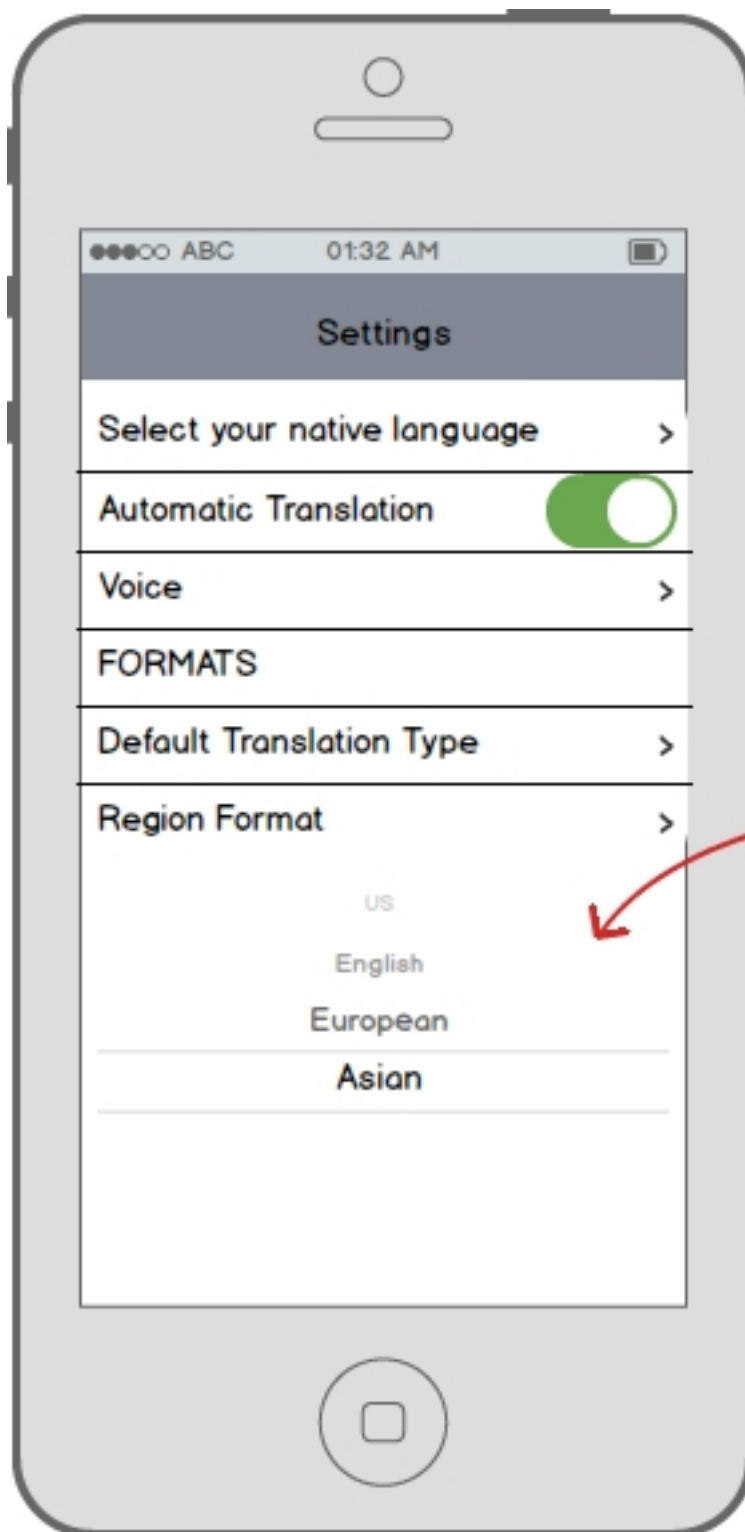 ABC 01:32 AM
Settings
Select your native language >
Automatic Translation
Voice >
FORMATS
Default Translation Type >
Region Format >
US
English
European
Asian